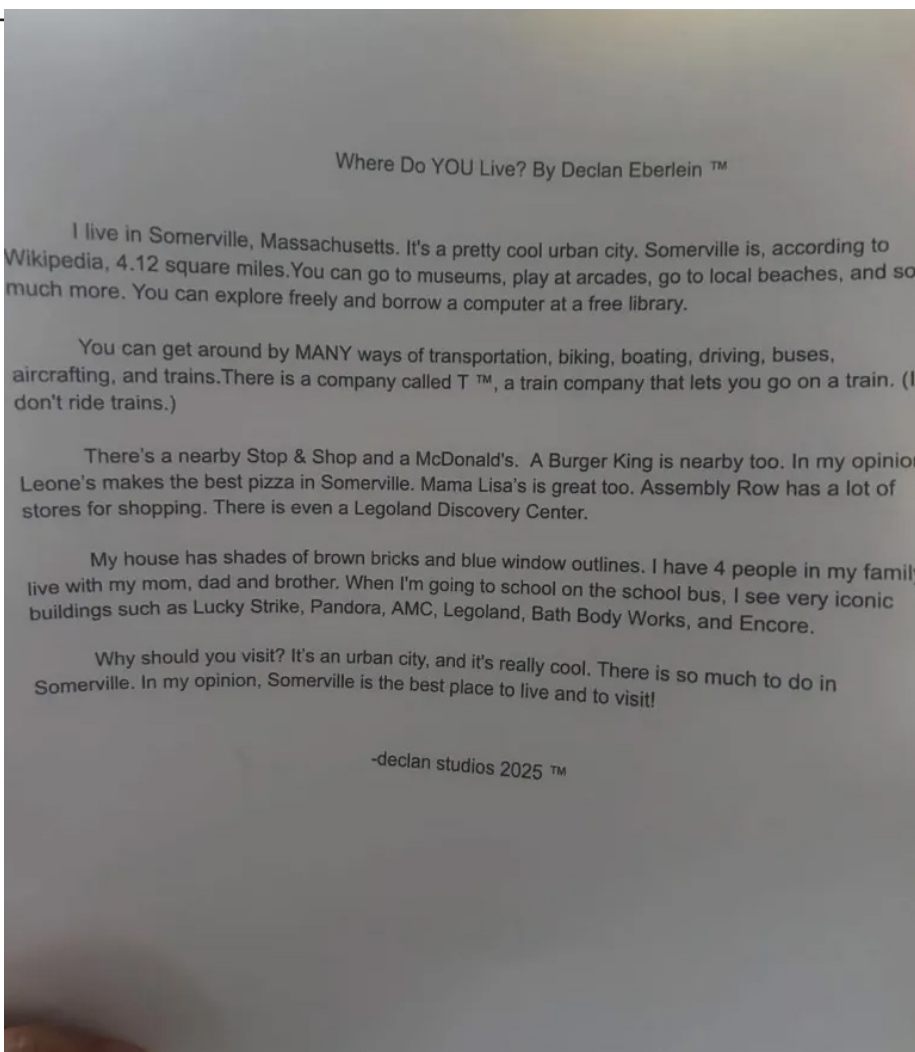 Where Do YOU Live? By Declan Eberlein ™
I live in Somerville, Massachusetts. It's a pretty cool urban city. Somerville is, according to
Wikipedia, 4.12 square miles.You can go to museums, play at arcades, go to local beaches, and so
much more. You can explore freely and borrow a computer at a free library.
You can get around by MANY ways of transportation, biking, boating, driving, buses,
aircrafting, and trains.There is a company called T ™, a train company that lets you go on a train. (I
don't ride trains.)
There's a nearby Stop & Shop and a McDonald's.  A Burger King is nearby too. In my opinio
Leone's makes the best pizza in Somerville. Mama Lisa's is great too. Assembly Row has a lot of
stores for shopping. There is even a Legoland Discovery Center.
My house has shades of brown bricks and blue window outlines. I have 4 people in my famil
live with my mom, dad and brother. When I'm going to school on the school bus, I see very iconic
buildings such as Lucky Strike, Pandora, AMC, Legoland, Bath Body Works, and Encore.
Why should you visit? It's an urban city, and it's really cool. There is so much to do in
Somerville. In my opinion, Somerville is the best place to live and to visit!
-declan studios 2025 ™